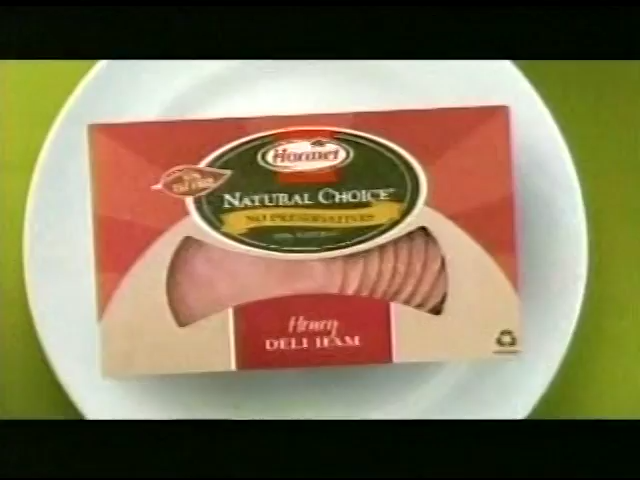 Hormel
NATURAL CHOICE
NO PRESERVATIVES
Honey
DELI HAM